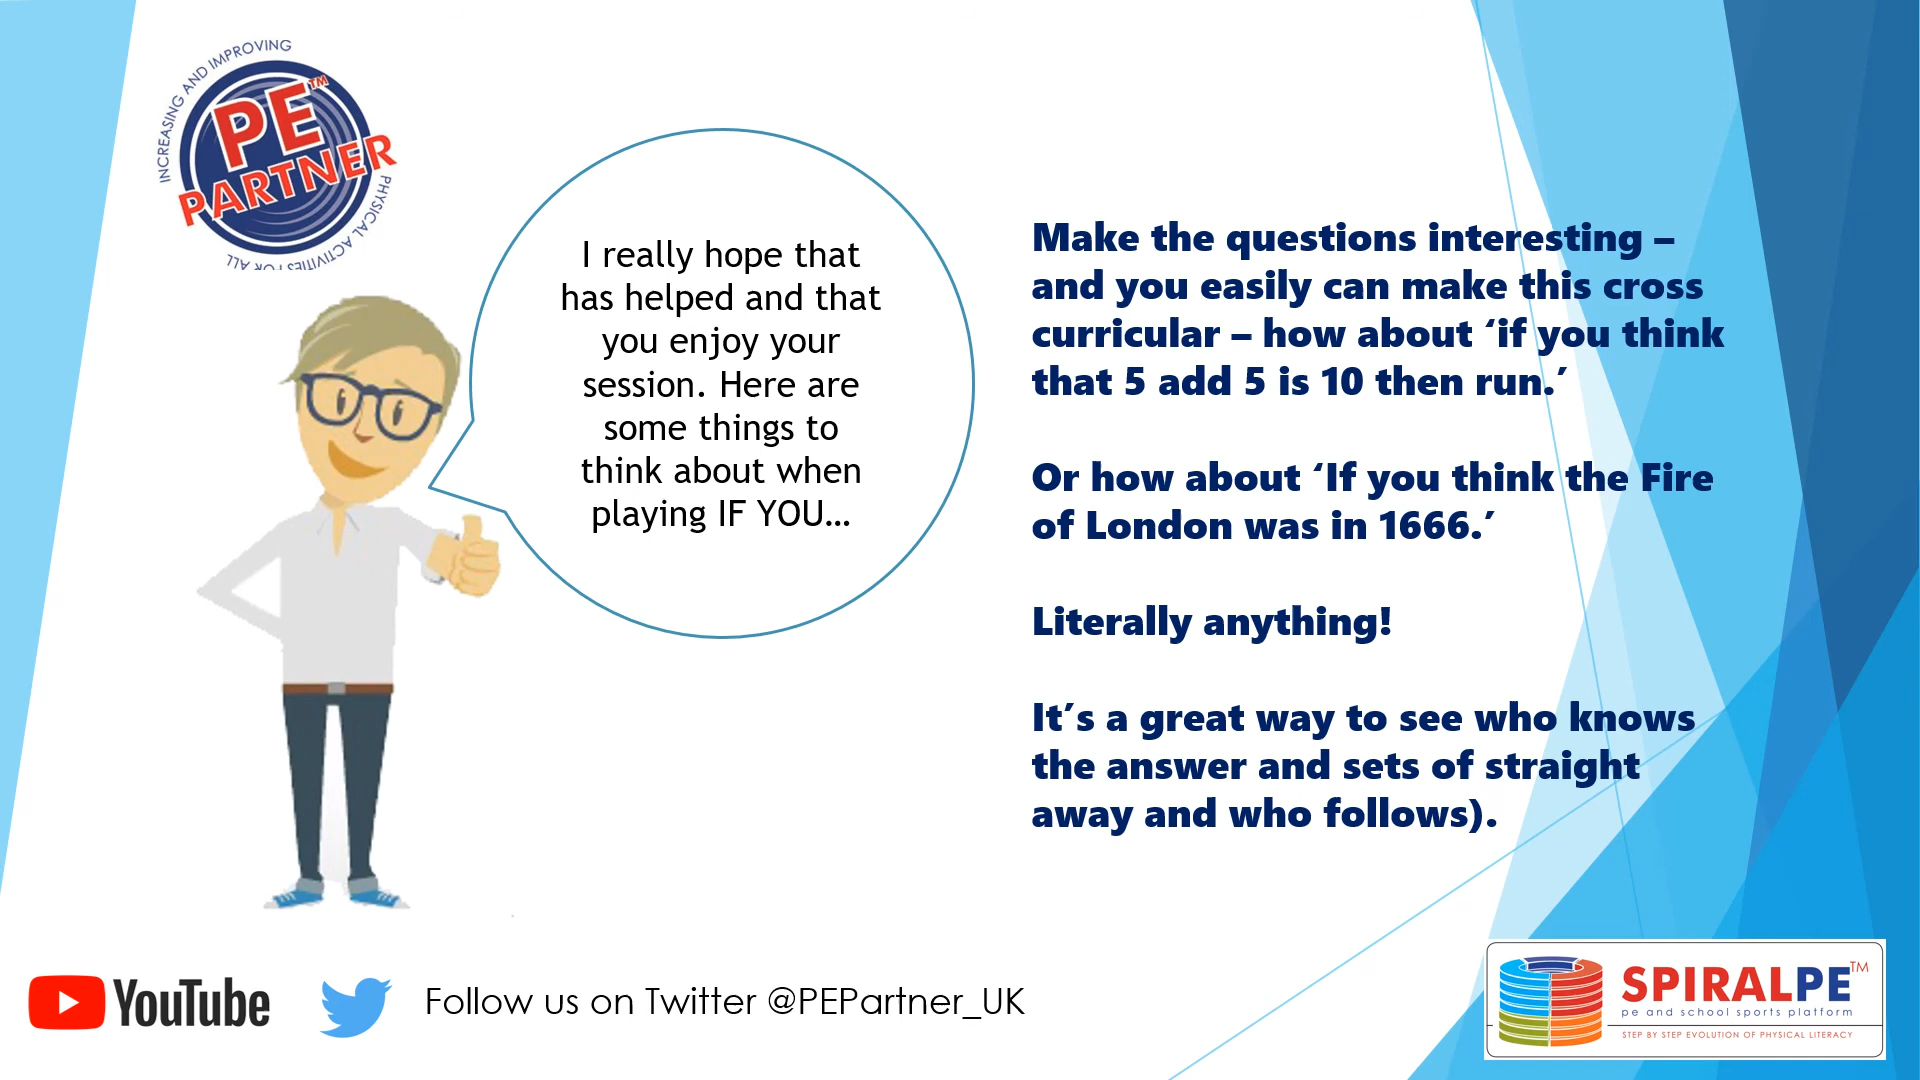 INCREASING AND IMPROVING
PE™
PARTNER
PHYSICAL ACTIVITIES FOR ALL
I really hope that
has helped and that
you enjoy your
session. Here are
some things to
think about when
playing IF YOU...
Make the questions interesting –
and you easily can make this cross
curricular – how about ‘if you think
that 5 add 5 is 10 then run.’
Or how about ‘If you think the Fire
of London was in 1666.’
Literally anything!
It’s a great way to see who knows
the answer and sets of straight
away and who follows).
YouTube
Follow us on Twitter @PEPartner_UK
SPIRALPE™
pe and school sports platform
STEP BY STEP EVOLUTION OF PHYSICAL LITERACY